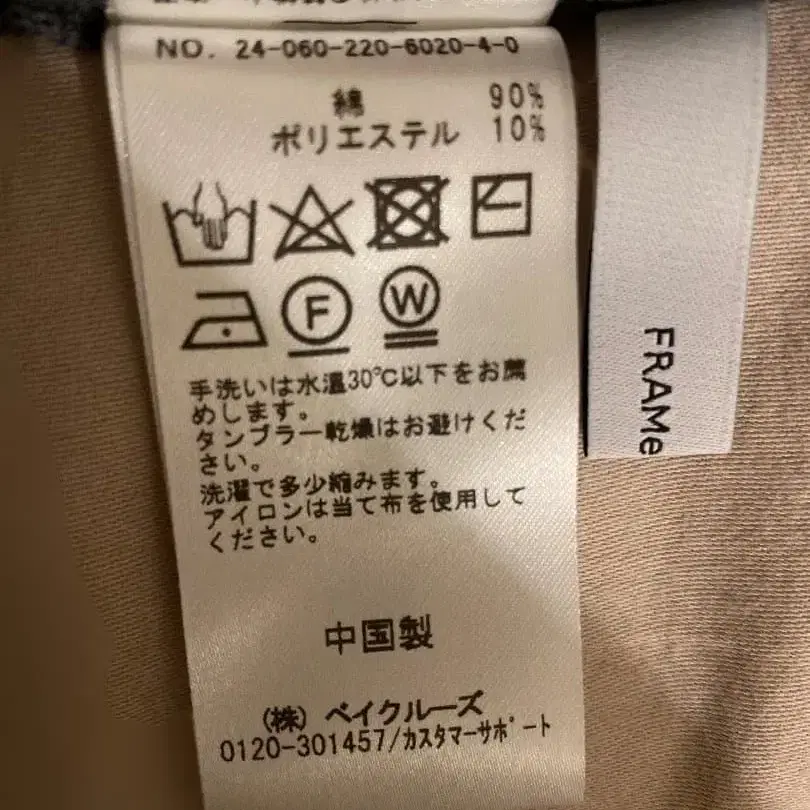 NO. 24-060-220-6020-4-0
綿 90%
ポリエステル 10%
F W
手洗いは水温30℃以下をお薦
めします。
タンブラー乾燥はお避けくだ
さい。
洗濯で多少縮みます。
アイロンは当て布を使用して
ください。
中国製
(株) ベイクルーズ
0120-301457/カスタマーサポート
FRAMe